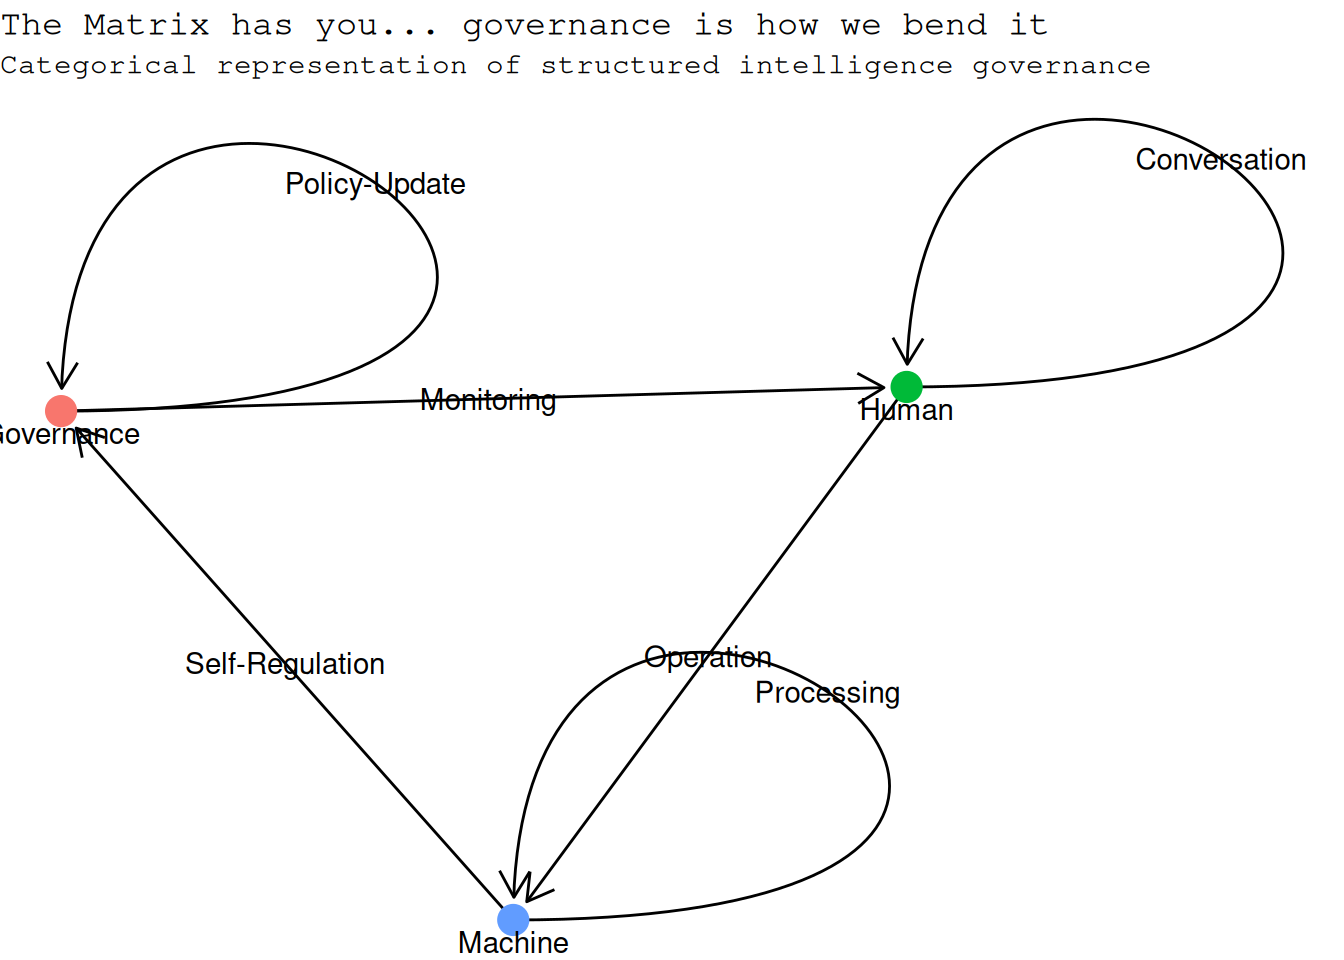 The Matrix has you... governance is how we bend it
Categorical representation of structured intelligence governance
Conversation
Policy-Update
Monitoring
Human
Governance
Operation
Self-Regulation
Processing
Machine